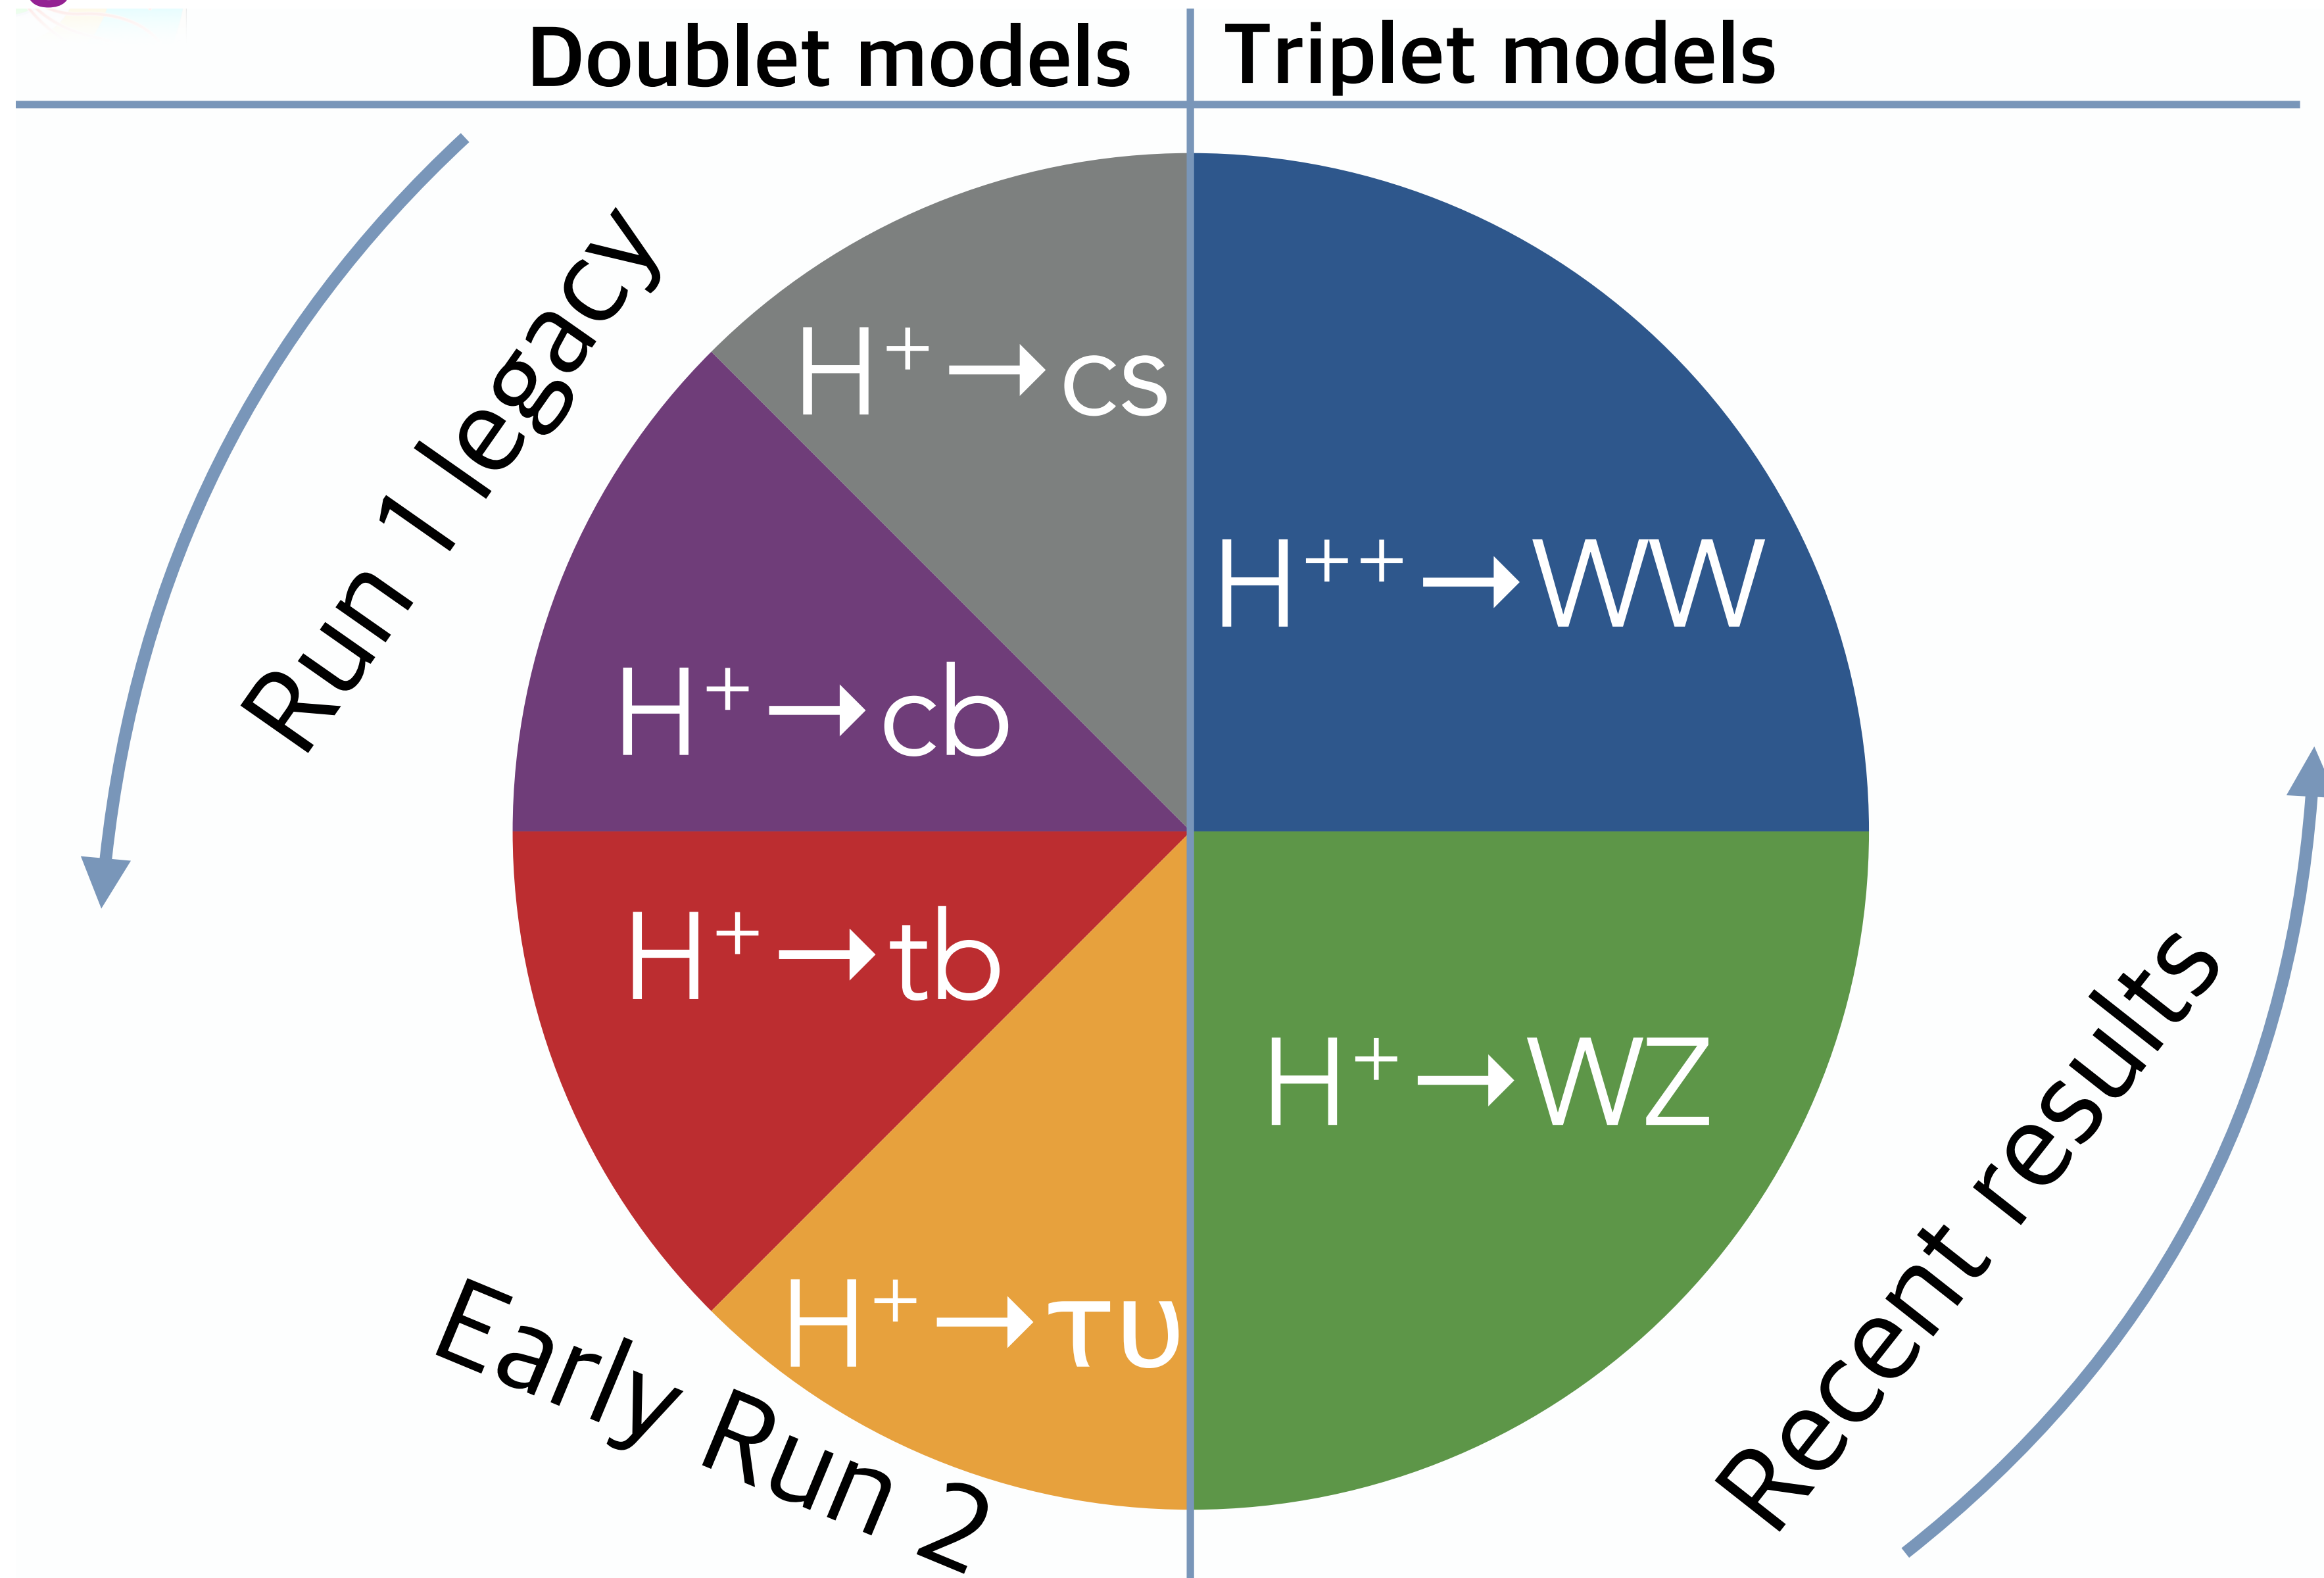 Doublet models
Triplet models
Run 1 legacy
H⁺→cs
H⁺⁺→WW
H⁺→cb
H⁺→tb
H⁺→WZ
H⁺→τυ
Early Run 2
Recent results